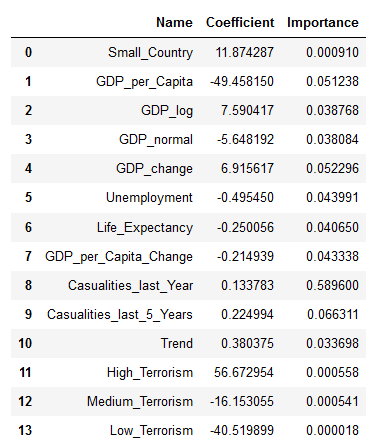 Name Coefficient Importance
0 Small_Country 11.874287 0.000910
1 GDP_per_Capita -49.458150 0.051238
2 GDP_log 7.590417 0.038768
3 GDP_normal -5.648192 0.038084
4 GDP_change 6.915617 0.052296
5 Unemployment -0.495450 0.043991
6 Life_Expectancy -0.250056 0.040650
7 GDP_per_Capita_Change -0.214939 0.043338
8 Casualities_last_Year 0.133783 0.589600
9 Casualities_last_5_Years 0.224994 0.066311
10 Trend 0.380375 0.033698
11 High_Terrorism 56.672954 0.000558
12 Medium_Terrorism -16.153055 0.000541
13 Low_Terrorism -40.519899 0.000018